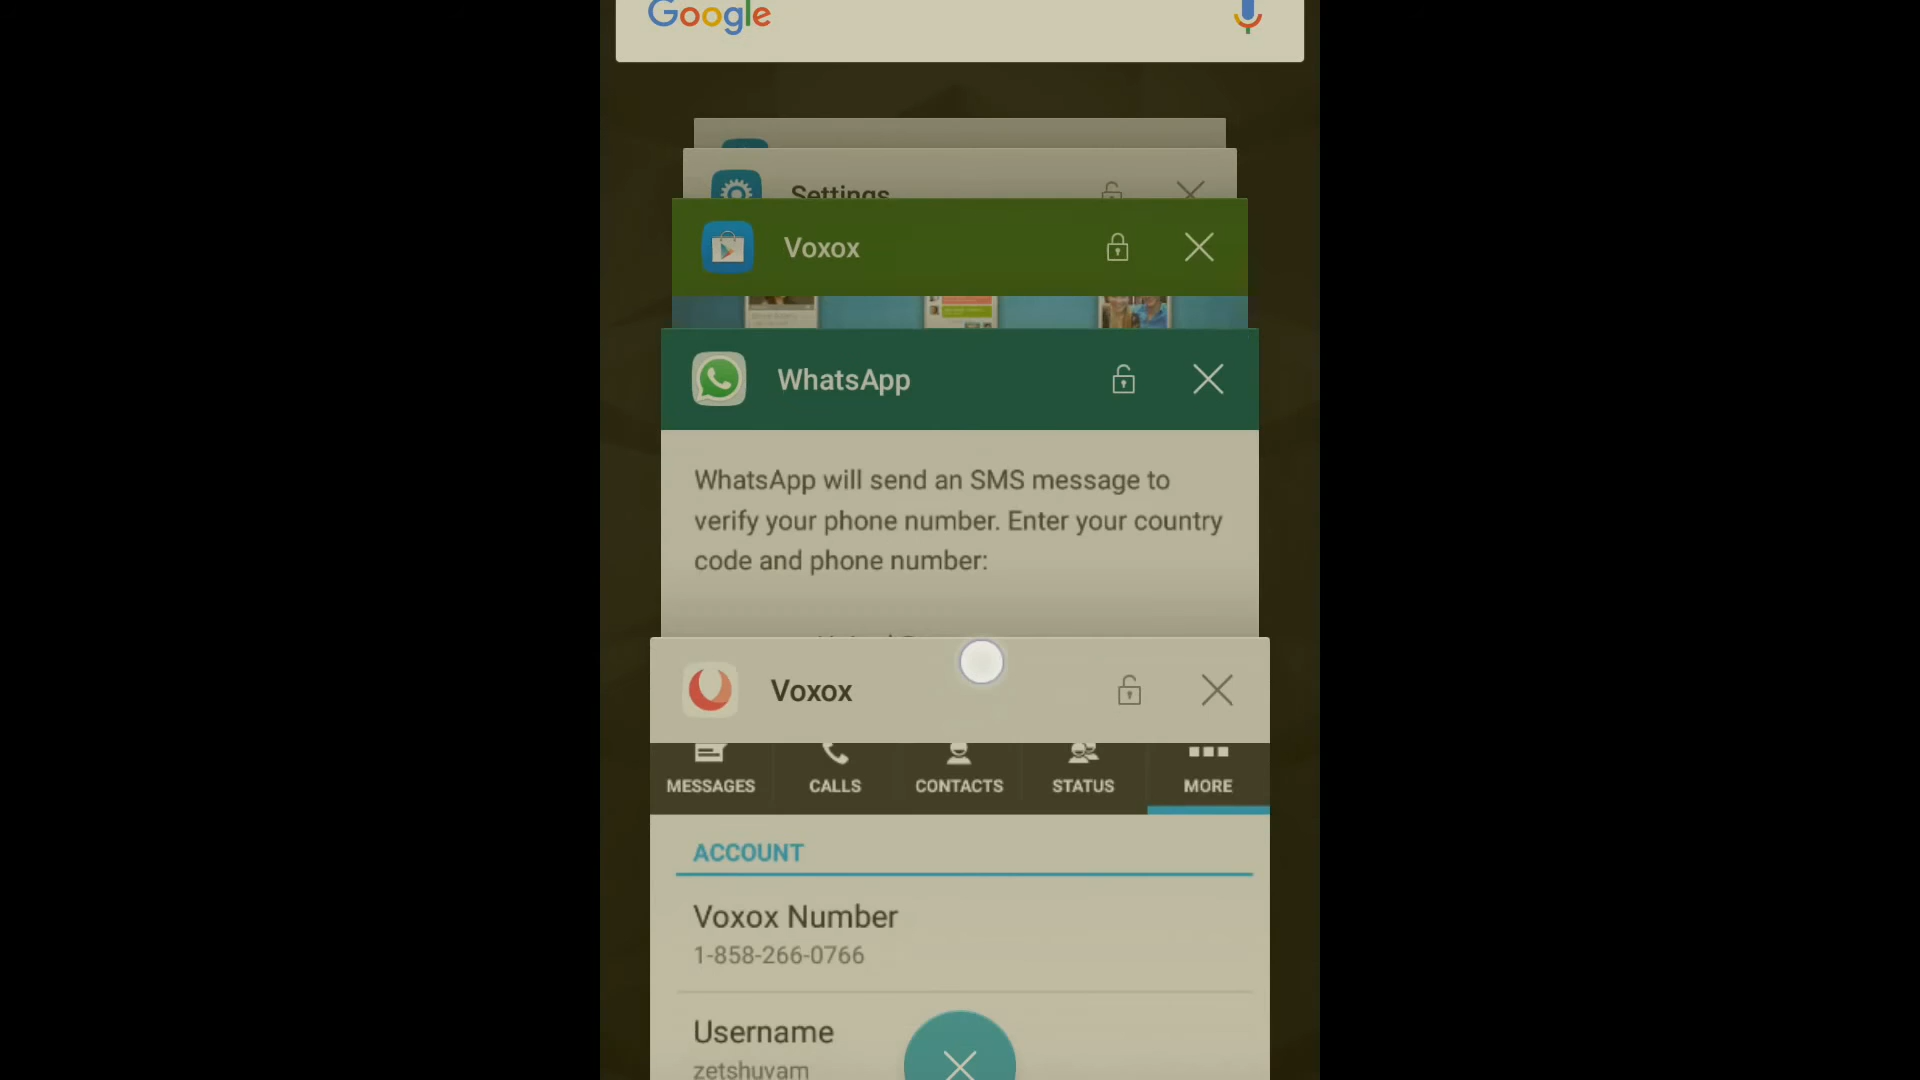 Google
Settings
Voxox
WhatsApp
WhatsApp will send an SMS message to
verify your phone number. Enter your country
code and phone number:
Voxox
MESSAGES CALLS CONTACTS STATUS MORE
ACCOUNT
Voxox Number
1-858-266-0766
Username
zetshuvam